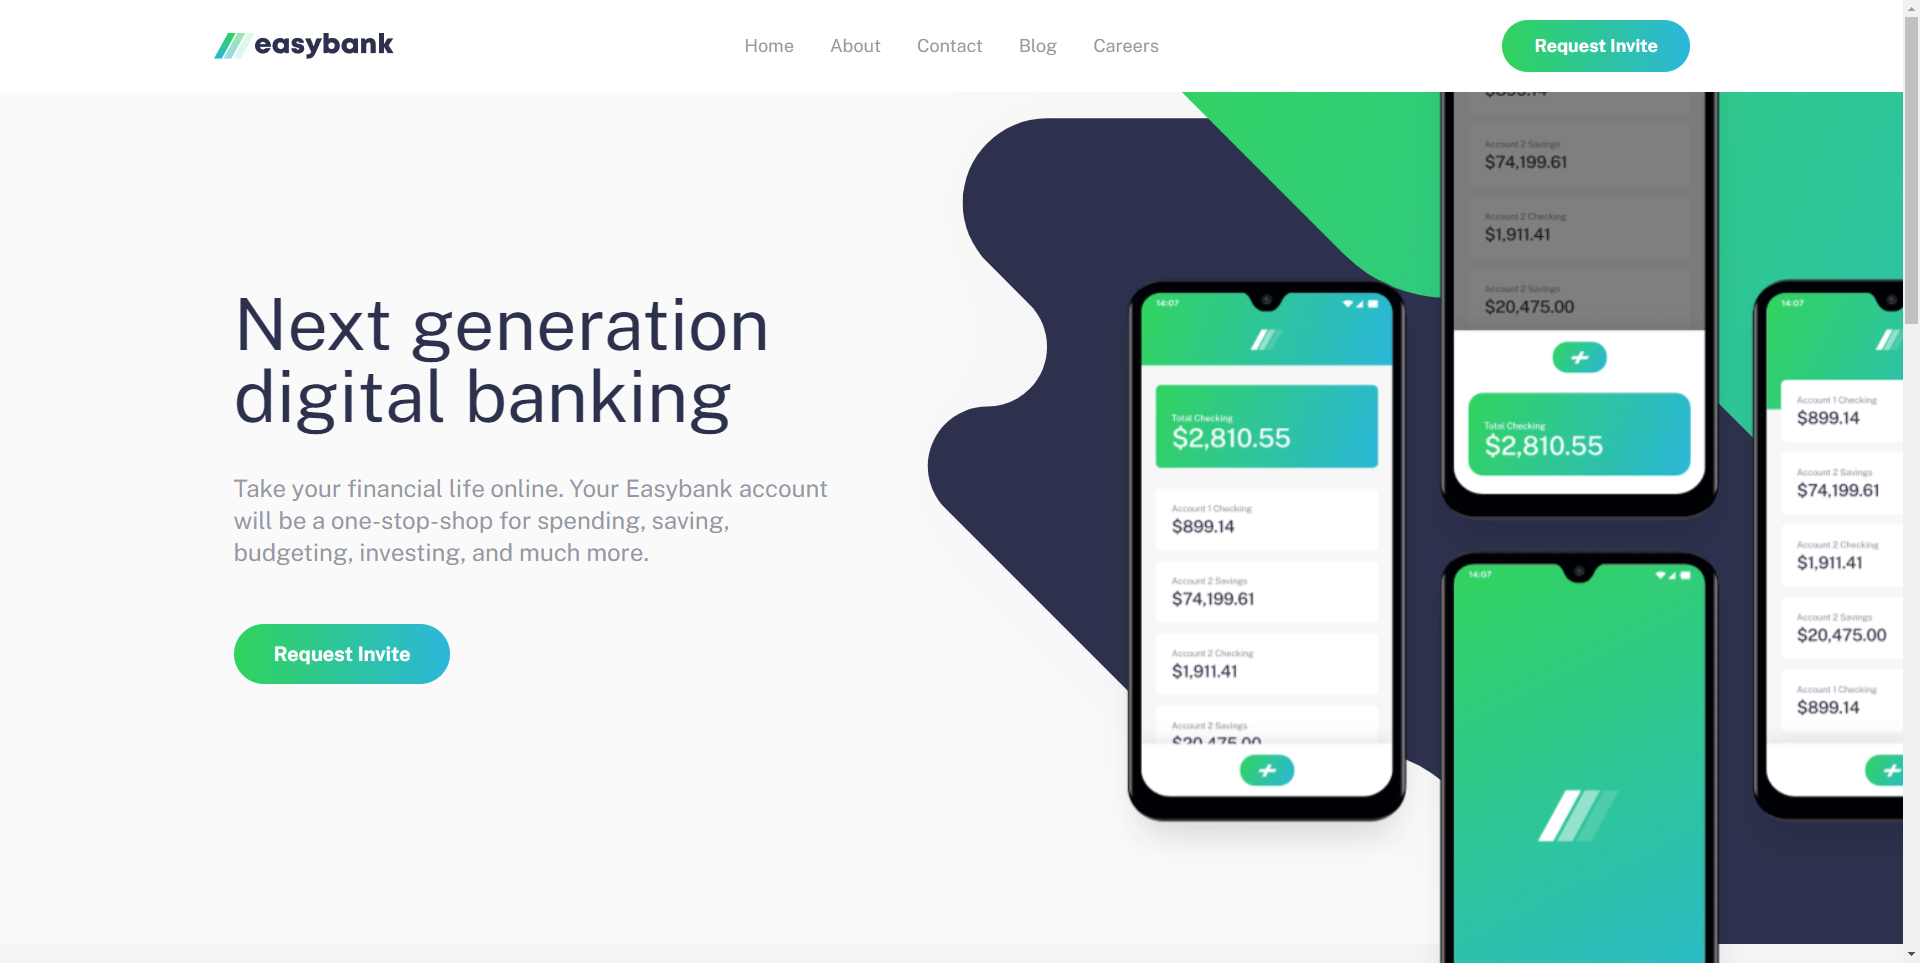 easybank
Home
About
Contact
Blog
Careers
Request Invite
Next generation
digital banking
Take your financial life online. Your Easybank account
will be a one-stop-shop for spending, saving,
budgeting, investing, and much more.
Request Invite
14:07
Total Checking
$2,810.55
Account 1 Checking
$899.14
Account 2 Savings
$74,199.61
Account 2 Checking
$1,911.41
Account 2 Savings
$20,475.00
$899.14
Account 2 Savings
$74,199.61
Account 2 Checking
$1,911.41
Account 2 Savings
$20,475.00
Total Checking
$2,810.55
14:07
14:07
Account 1 Checking
$899.14
Account 2 Savings
$74,199.61
Account 2 Checking
$1,911.41
Account 2 Savings
$20,475.00
Account 1 Checking
$899.14